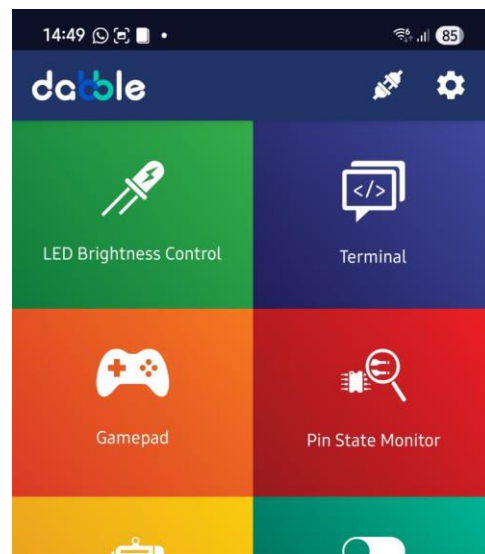 14:49
85
dabble
LED Brightness Control
Terminal
</>
Gamepad
Pin State Monitor